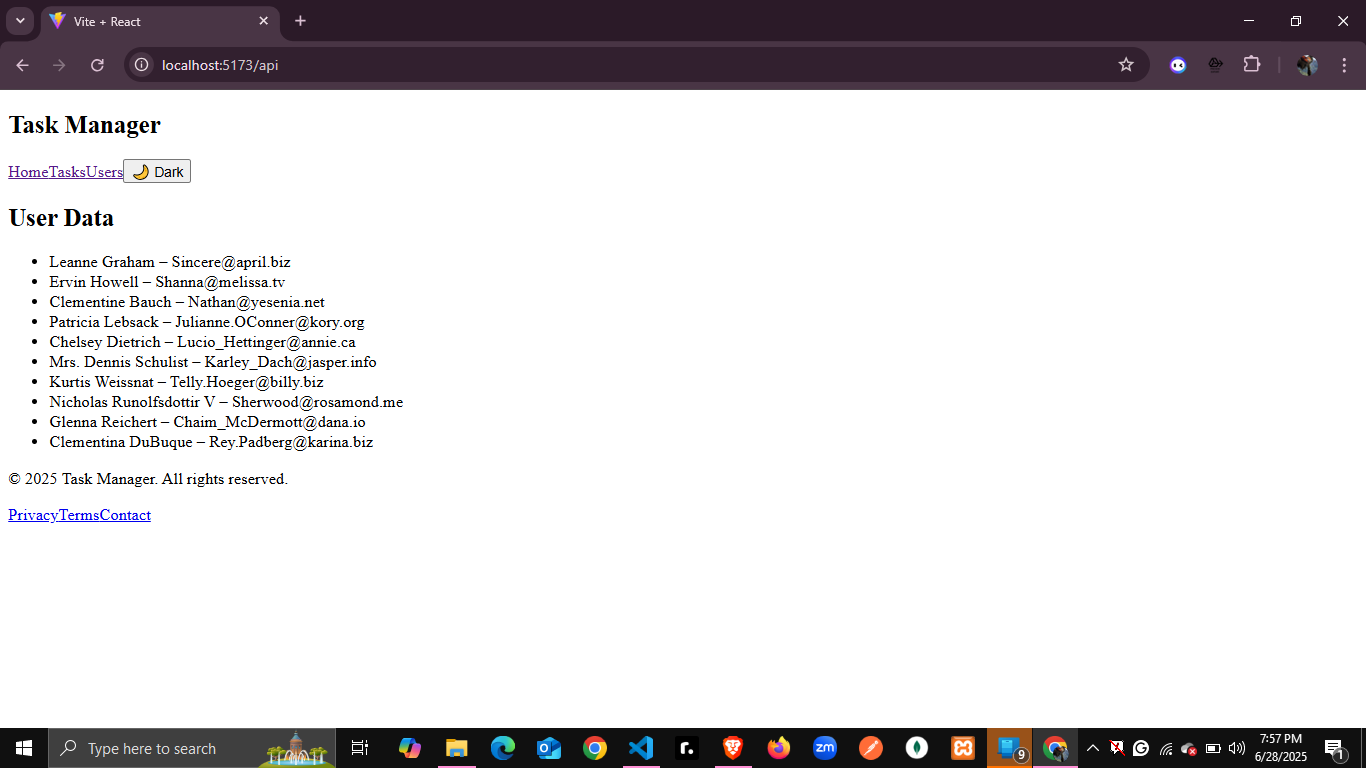 Vite + React
localhost:5173/api
Task Manager
HomeTasksUsers 🌙 Dark
User Data
• Leanne Graham – Sincere@april.biz
• Ervin Howell – Shanna@melissa.tv
• Clementine Bauch – Nathan@yesenia.net
• Patricia Lebsack – Julianne.OConner@kory.org
• Chelsey Dietrich – Lucio_Hettinger@annie.ca
• Mrs. Dennis Schulist – Karley_Dach@jasper.info
• Kurtis Weissnat – Telly.Hoeger@billy.biz
• Nicholas Runolfsdottir V – Sherwood@rosamond.me
• Glenna Reichert – Chaim_McDermott@dana.io
• Clementina DuBuque – Rey.Padberg@karina.biz
© 2025 Task Manager. All rights reserved.
PrivacyTermsContact
Type here to search
r.
zm
9
G
7:57 PM
6/28/2025
1